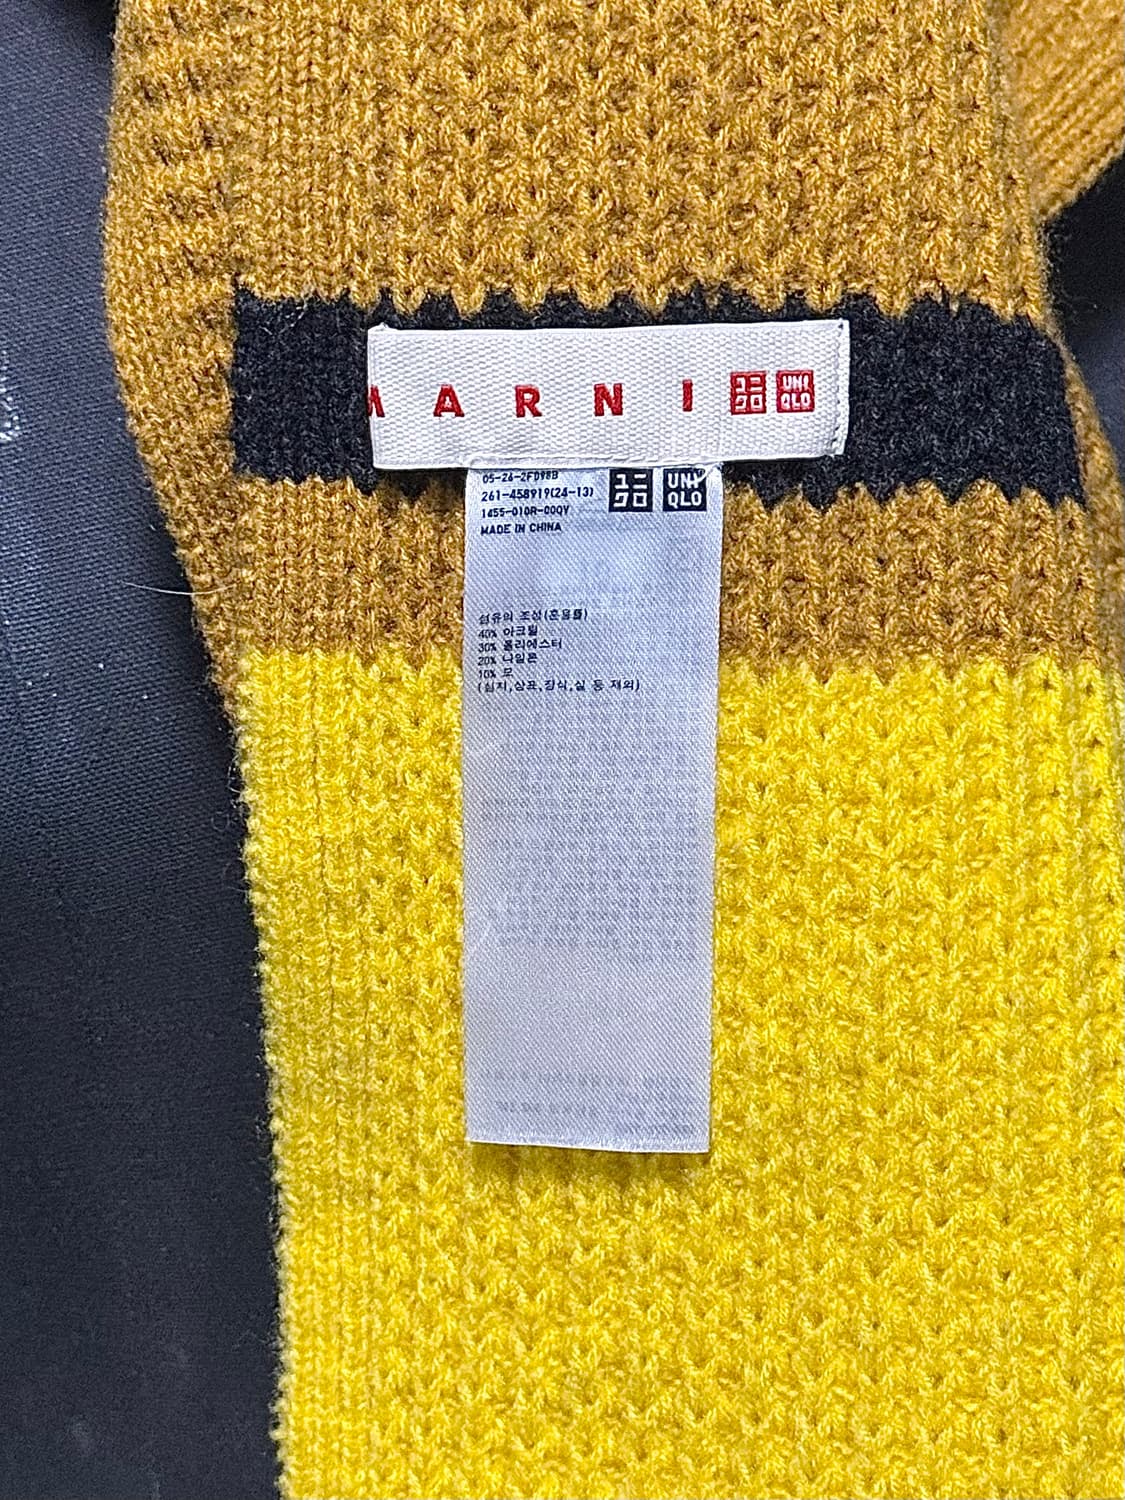 MARNI ユニクロ UNIQLO
05-24-2F098B
261-458919(24-13)
1455-010R-00QV
MADE IN CHINA
ユニクロ UNIQLO
섬유의 조성(혼용률)
40% 아크릴
30% 폴리에스터
20% 나일론
10% 모
(심지,상표,장식,실 등 제외)